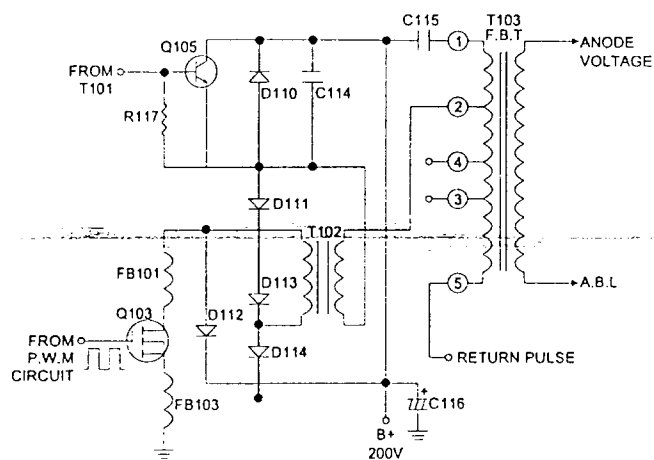 C115
T103
F.B.T
1
ANODE
VOLTAGE
Q105
FROM
T101
D110
C114
R117
2
4
3
D111
T102
FB101
D113
5
Q103
D112
FROM
P.W.M
CIRCUIT
D114
A.B.L
RETURN PULSE
FB103
+
C116
B+
200V